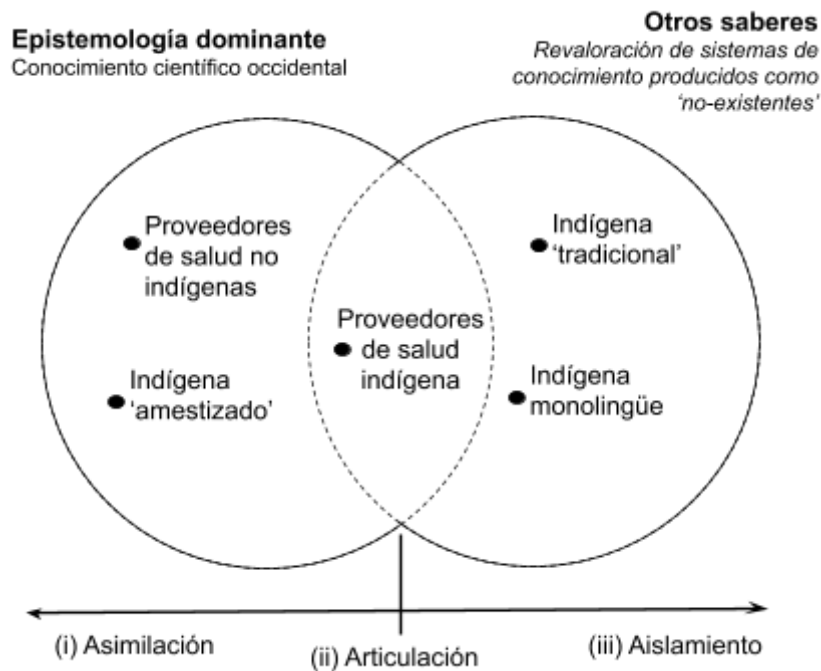 Epistemología dominante
Conocimiento científico occidental
Otros saberes
Revaloración de sistemas de
conocimiento producidos como
‘no-existentes’
Proveedores
de salud no
indígenas
Indígena
‘amestizado’
Proveedores
de salud
indígena
Indígena
‘tradicional’
Indígena
monolingüe
(i) Asimilación
(ii) Articulación
(iii) Aislamiento